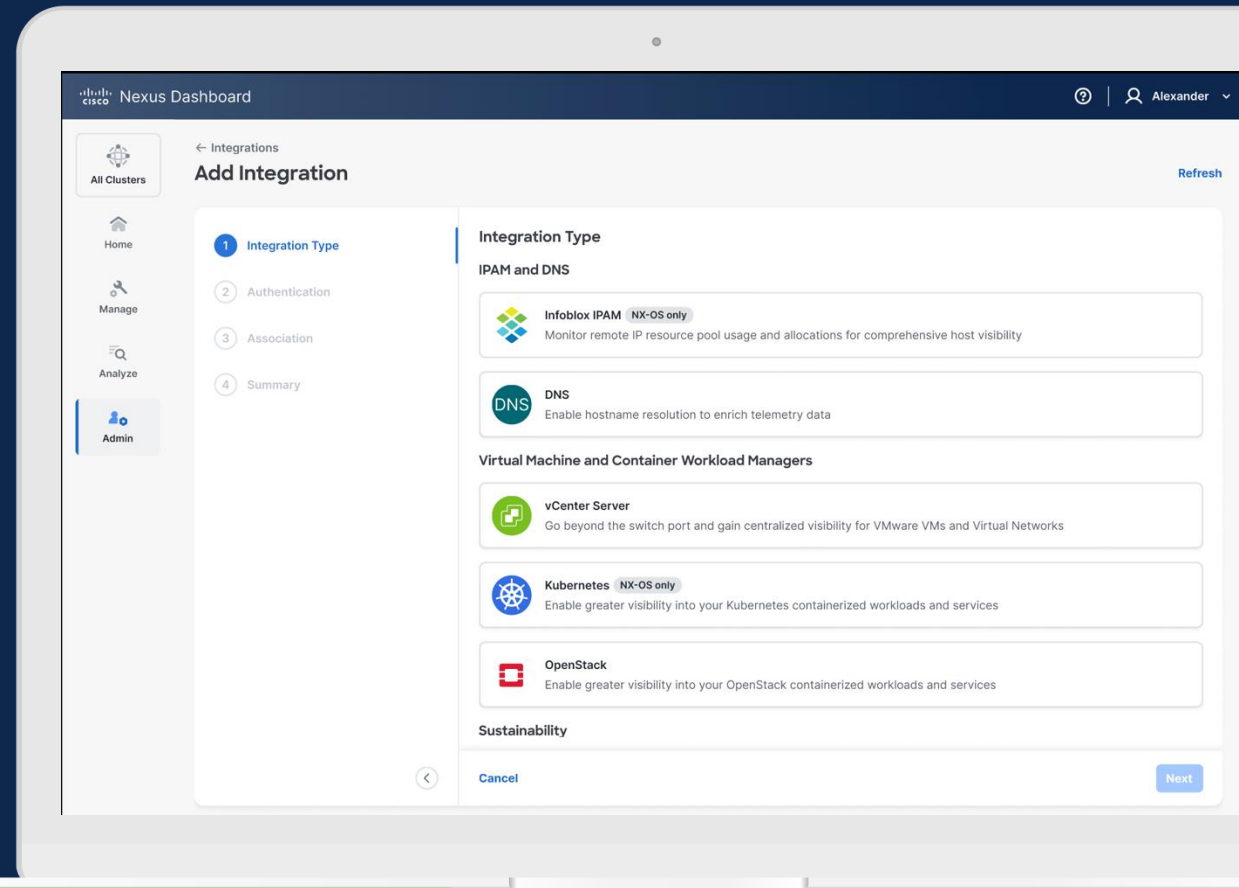 cisco Nexus Dashboard
Alexander
All Clusters
Home
Manage
Analyze
Admin
← Integrations
Add Integration
Refresh
1 Integration Type
2 Authentication
3 Association
4 Summary
Integration Type
IPAM and DNS
Infoblox IPAM NX-OS only
Monitor remote IP resource pool usage and allocations for comprehensive host visibility
DNS
DNS
Enable hostname resolution to enrich telemetry data
Virtual Machine and Container Workload Managers
vCenter Server
Go beyond the switch port and gain centralized visibility for VMware VMs and Virtual Networks
Kubernetes NX-OS only
Enable greater visibility into your Kubernetes containerized workloads and services
OpenStack
Enable greater visibility into your OpenStack containerized workloads and services
Sustainability
Cancel
Next